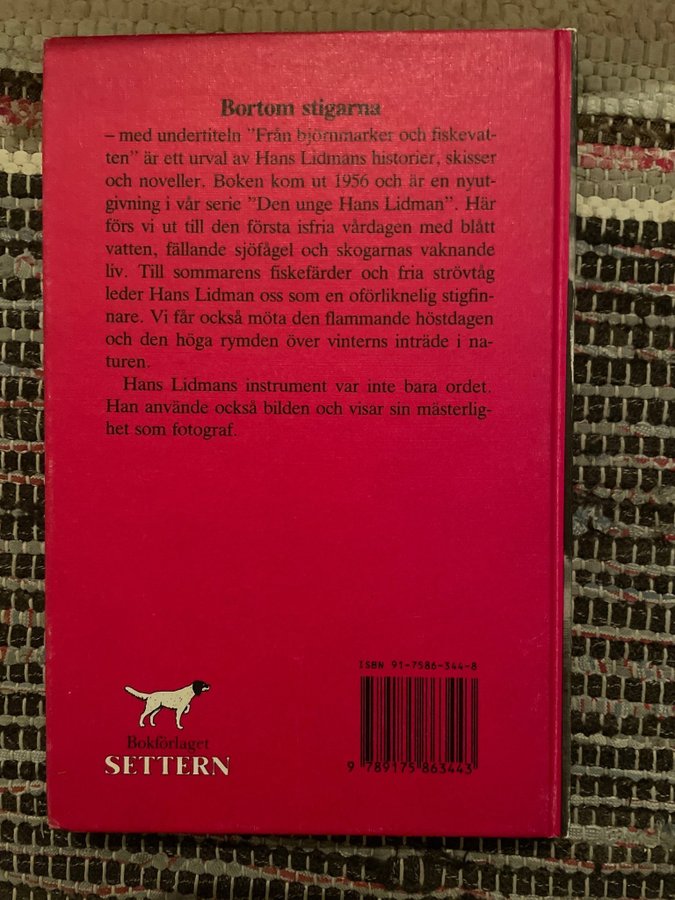 Bortom stigarna
– med undertiteln "Från björnmarker och fiskevat-
ten" är ett urval av Hans Lidmans historier, skisser
och noveller. Boken kom ut 1956 och är en nyut-
givning i vår serie "Den unge Hans Lidman". Här
förs vi ut till den första isfria vårdagen med blått
vatten, fällande sjöfågel och skogarnas vaknande
liv. Till sommarens fiskefärder och fria strövtåg
leder Hans Lidman oss som en oförliknelig stigfin-
nare. Vi får också möta den flammande höstdagen
och den höga rymden över vinterns inträde i na-
turen.
Hans Lidmans instrument var inte bara ordet.
Han använde också bilden och visar sin mästerlig-
het som fotograf.
ISBN 91-7586-344-8
9 789175 863443
Bokförlaget
SETTERN